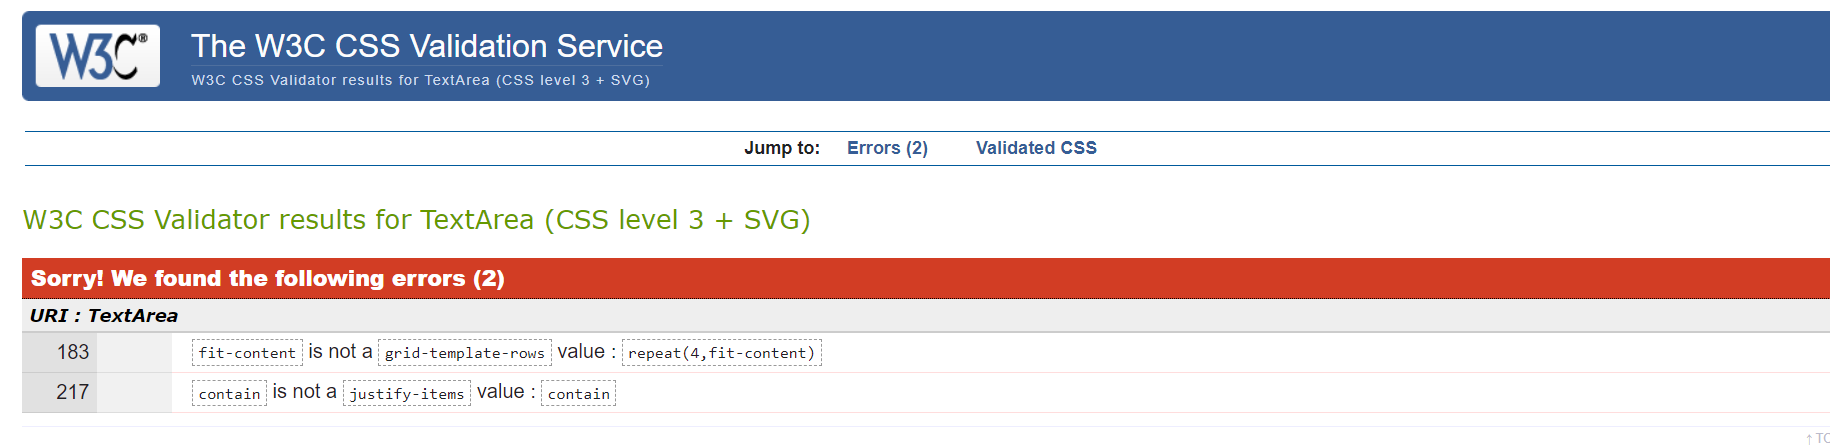 W3C®
The W3C CSS Validation Service
W3C CSS Validator results for TextArea (CSS level 3 + SVG)
Jump to: Errors (2) Validated CSS
W3C CSS Validator results for TextArea (CSS level 3 + SVG)
Sorry! We found the following errors (2)
URI : TextArea
183 fit-content is not a grid-template-rows value : repeat(4,fit-content)
217 contain is not a justify-items value : contain